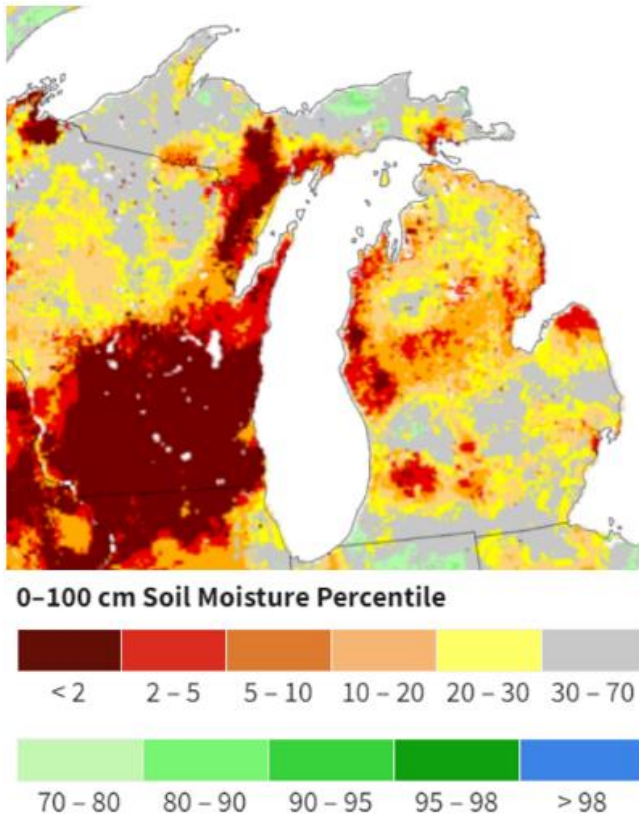 0–100 cm Soil Moisture Percentile
< 2 2 – 5 5 – 10 10 – 20 20 – 30 30 – 70
70 – 80 80 – 90 90 – 95 95 – 98 > 98